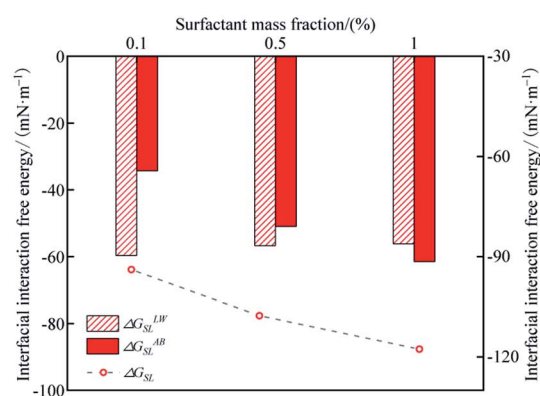 Surfactant mass fraction/(%)
0.1 0.5 1
0
-20
-40
-60
-80
-100
Interfacial interaction free energy/ (mN·m⁻¹)
-30
-60
-90
-120
Interfacial interaction free energy/ (mN·m⁻¹)
ΔG_SL^LW
ΔG_SL^AB
ΔG_SL